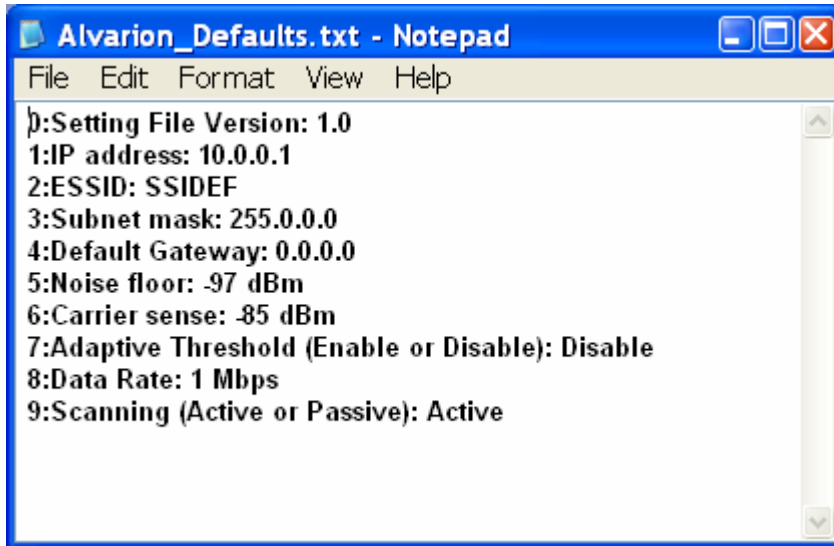 Alvarion_Defaults.txt - Notepad
File Edit Format View Help
0:Setting File Version: 1.0
1:IP address: 10.0.0.1
2:ESSID: SSIDEF
3:Subnet mask: 255.0.0.0
4:Default Gateway: 0.0.0.0
5:Noise floor: -97 dBm
6:Carrier sense: -85 dBm
7:Adaptive Threshold (Enable or Disable): Disable
8:Data Rate: 1 Mbps
9:Scanning (Active or Passive): Active